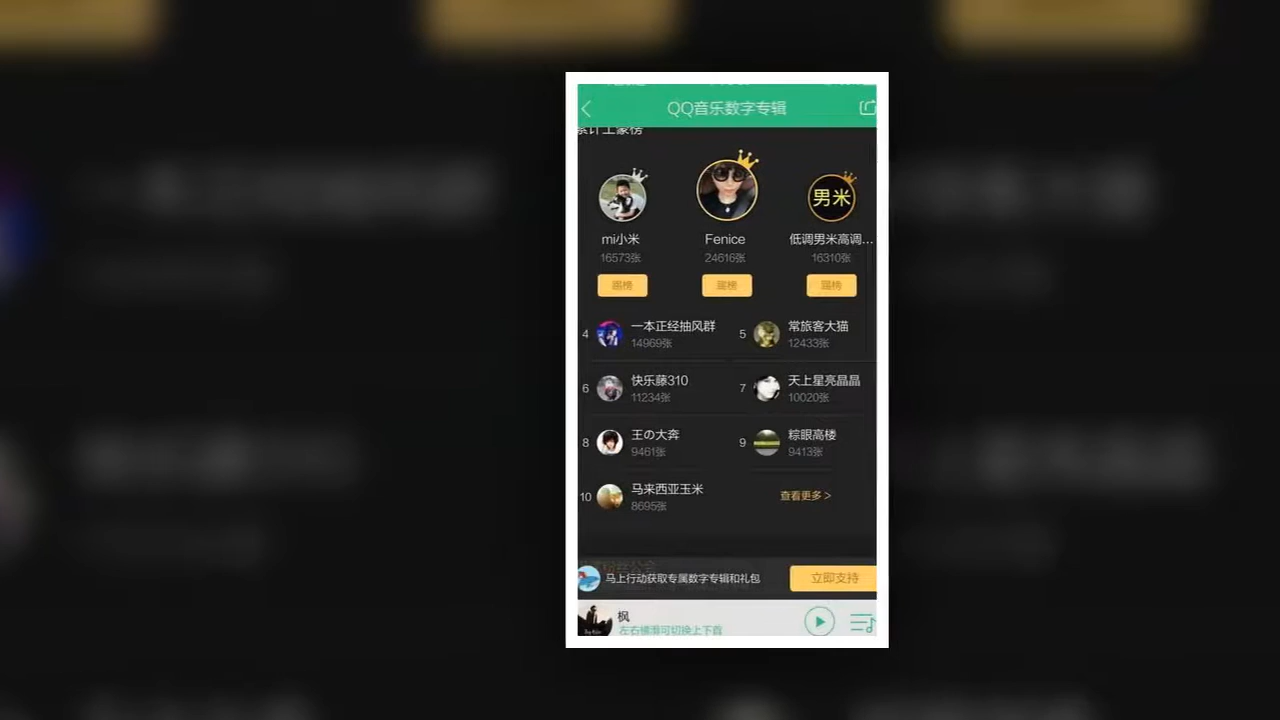 QQ音乐数字专辑
累计土豪榜
男米
mi小米
Fenice
低调男米高调...
16573张
24616张
16310张
踢榜
踢榜
踢榜
4
一本正经抽风群
14969张
5
常旅客大猫
12433张
6
快乐藤310
11234张
7
天上星亮晶晶
10020张
8
王の大奔
9461张
9
粽眼高楼
9413张
10
马来西亚玉米
8695张
查看更多 >
马上行动获取专属数字专辑和礼包
立即支持
枫
左右横滑可切换上下首